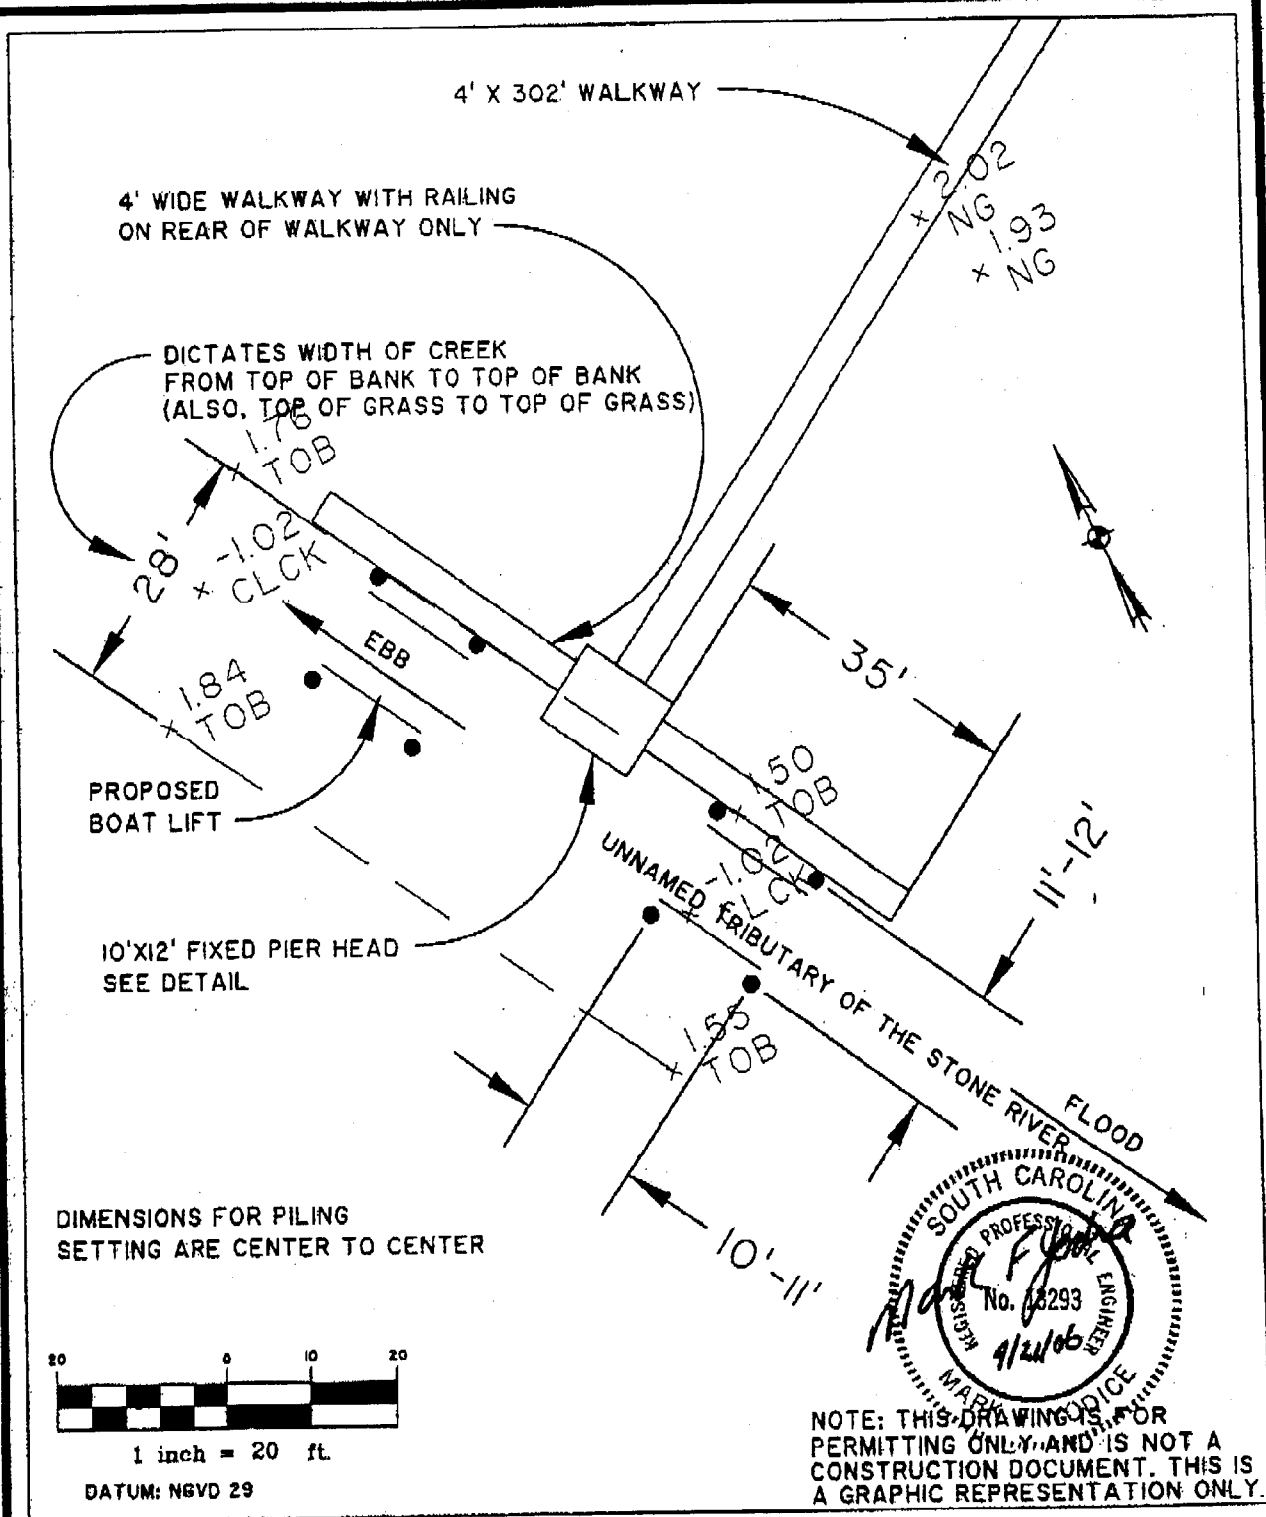 4' X 302' WALKWAY
4' WIDE WALKWAY WITH RAILING
ON REAR OF WALKWAY ONLY
2.02
NG
1.93
NG
DICTATES WIDTH OF CREEK
FROM TOP OF BANK TO TOP OF BANK
(ALSO, TOP OF GRASS TO TOP OF GRASS)
1.76
TOB
28'
-1.02
CLCK
EBB
1.84
TOB
35'
PROPOSED
BOAT LIFT
1.50
TOB
-1.02
CLCK
11'-12'
UNNAMED TRIBUTARY OF THE STONE RIVER
10'X12' FIXED PIER HEAD
SEE DETAIL
1.55
TOB
FLOOD
10'-11'
DIMENSIONS FOR PILING
SETTING ARE CENTER TO CENTER
SOUTH CAROLINA
REGISTERED PROFESSIONAL ENGINEER
No. 13293
MARK
20 0 10 20
1 inch = 20 ft.
DATUM: NGVD 29
NOTE: THIS DRAWING IS FOR
PERMITTING ONLY AND IS NOT A
CONSTRUCTION DOCUMENT. THIS IS
A GRAPHIC REPRESENTATION ONLY.